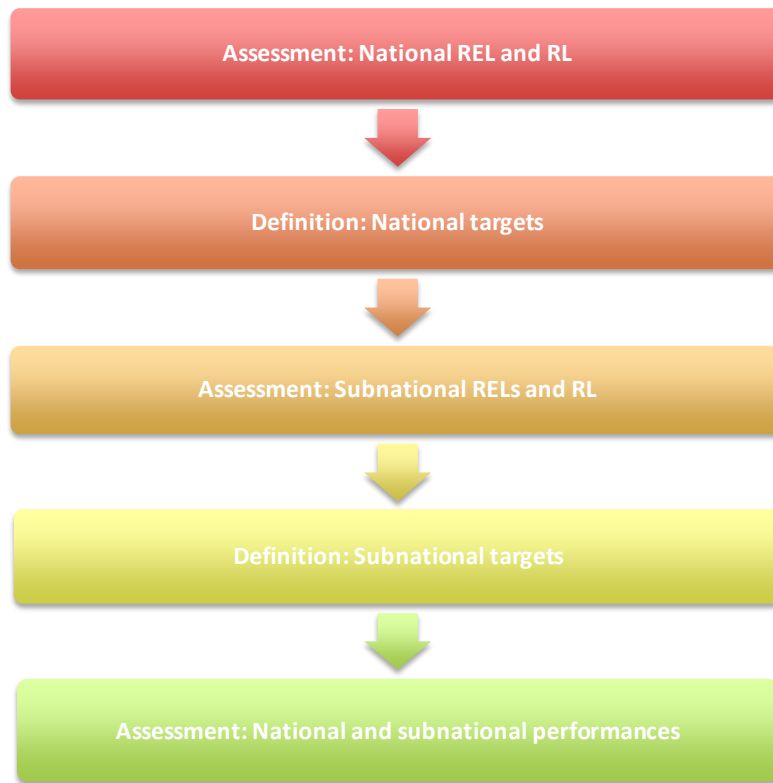 Assessment: National REL and RL
Definition: National targets
Assessment: Subnational RELs and RL
Definition: Subnational targets
Assessment: National and subnational performances